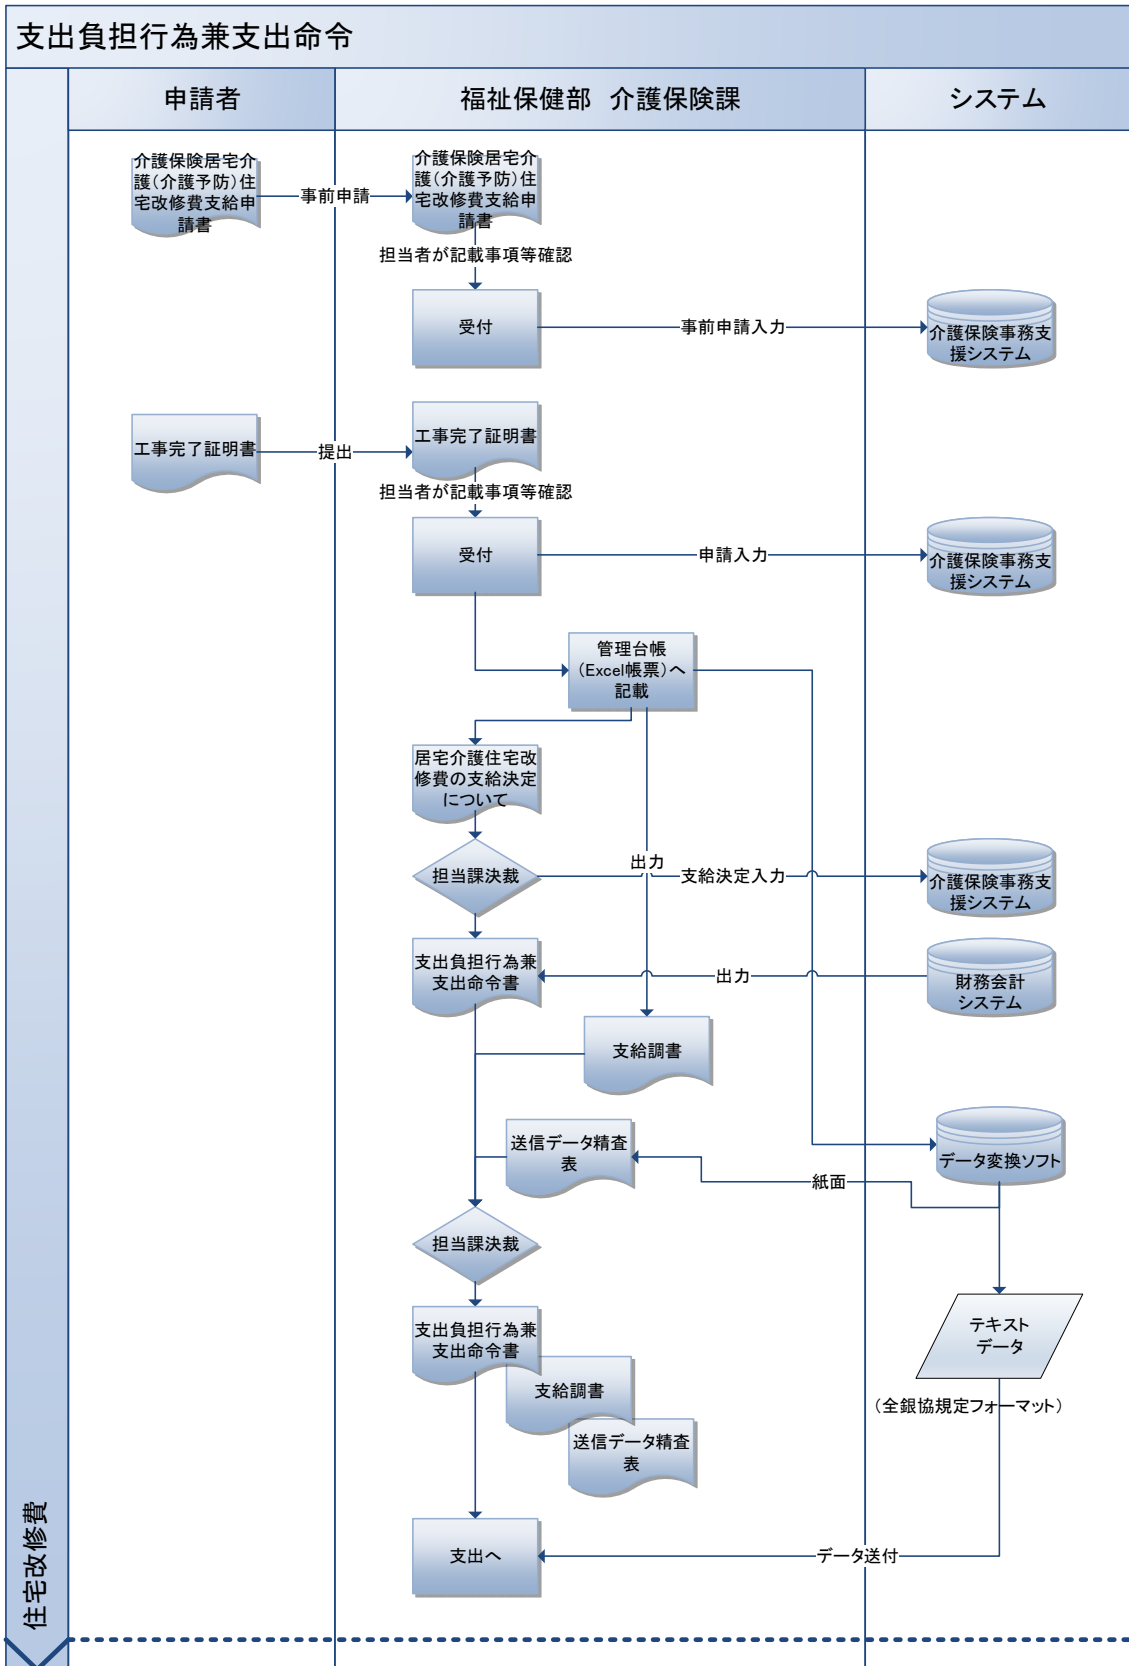 支出負担行為兼支出命令
申請者
福祉保健部 介護保険課
システム
介護保険居宅介
護(介護予防)住
宅改修費支給申
請書
事前申請
介護保険居宅介
護(介護予防)住
宅改修費支給申
請書
担当者が記載事項等確認
受付
事前申請入力
介護保険事務支
援システム
工事完了証明書
提出
工事完了証明書
担当者が記載事項等確認
受付
申請入力
介護保険事務支
援システム
管理台帳
(Excel帳票)へ
記載
居宅介護住宅改
修費の支給決定
について
出力
担当課決裁
支給決定入力
介護保険事務支
援システム
支出負担行為兼
支出命令書
出力
財務会計
システム
支給調書
送信データ精査
表
データ変換ソフト
紙面
担当課決裁
支出負担行為兼
支出命令書
テキスト
データ
支給調書
(全銀協規定フォーマット)
送信データ精査
表
支出へ
データ送付
住宅改修費